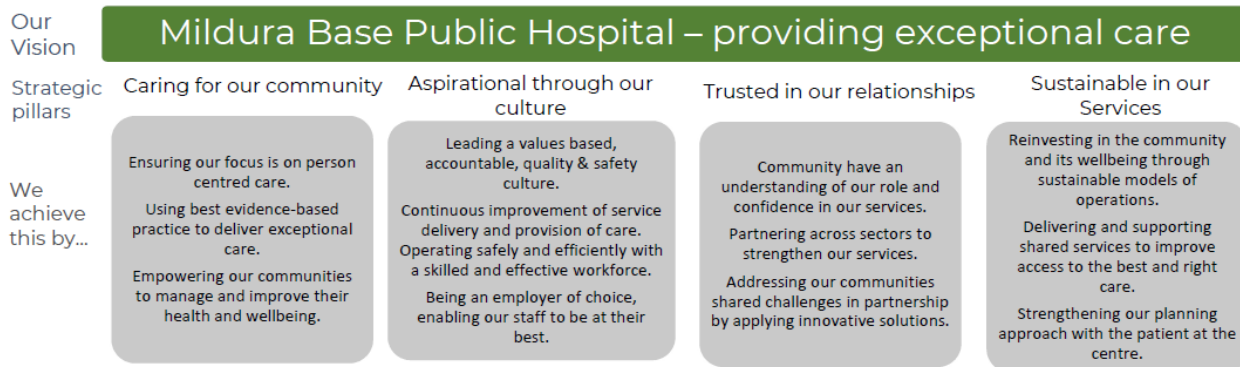 Our
Vision
Mildura Base Public Hospital – providing exceptional care
Strategic
pillars
Caring for our community
Aspirational through our
culture
Trusted in our relationships
Sustainable in our
Services
We
achieve
this by...
Ensuring our focus is on person
centred care.
Using best evidence-based
practice to deliver exceptional
care.
Empowering our communities
to manage and improve their
health and wellbeing.
Leading a values based,
accountable, quality & safety
culture.
Continuous improvement of service
delivery and provision of care.
Operating safely and efficiently with
a skilled and effective workforce.
Being an employer of choice,
enabling our staff to be at their
best.
Community have an
understanding of our role and
confidence in our services.
Partnering across sectors to
strengthen our services.
Addressing our communities
shared challenges in partnership
by applying innovative solutions.
Reinvesting in the community
and its wellbeing through
sustainable models of
operations.
Delivering and supporting
shared services to improve
access to the best and right
care.
Strengthening our planning
approach with the patient at the
centre.